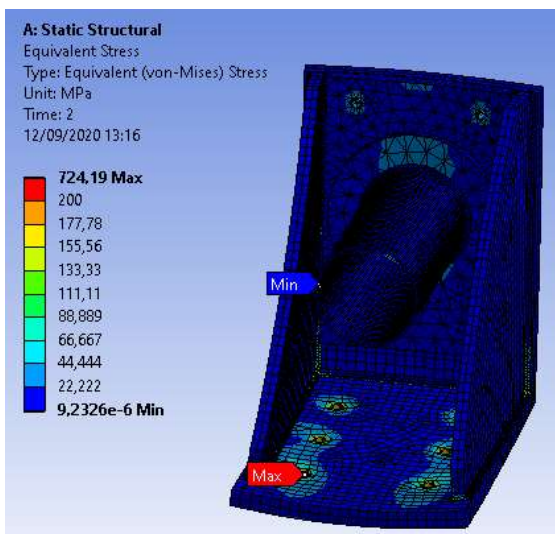 A: Static Structural
Equivalent Stress
Type: Equivalent (von-Mises) Stress
Unit: MPa
Time: 2
12/09/2020 13:16
724,19 Max
200
177,78
155,56
133,33
111,11
88,889
66,667
44,444
22,222
9,2326e-6 Min
Min
Max